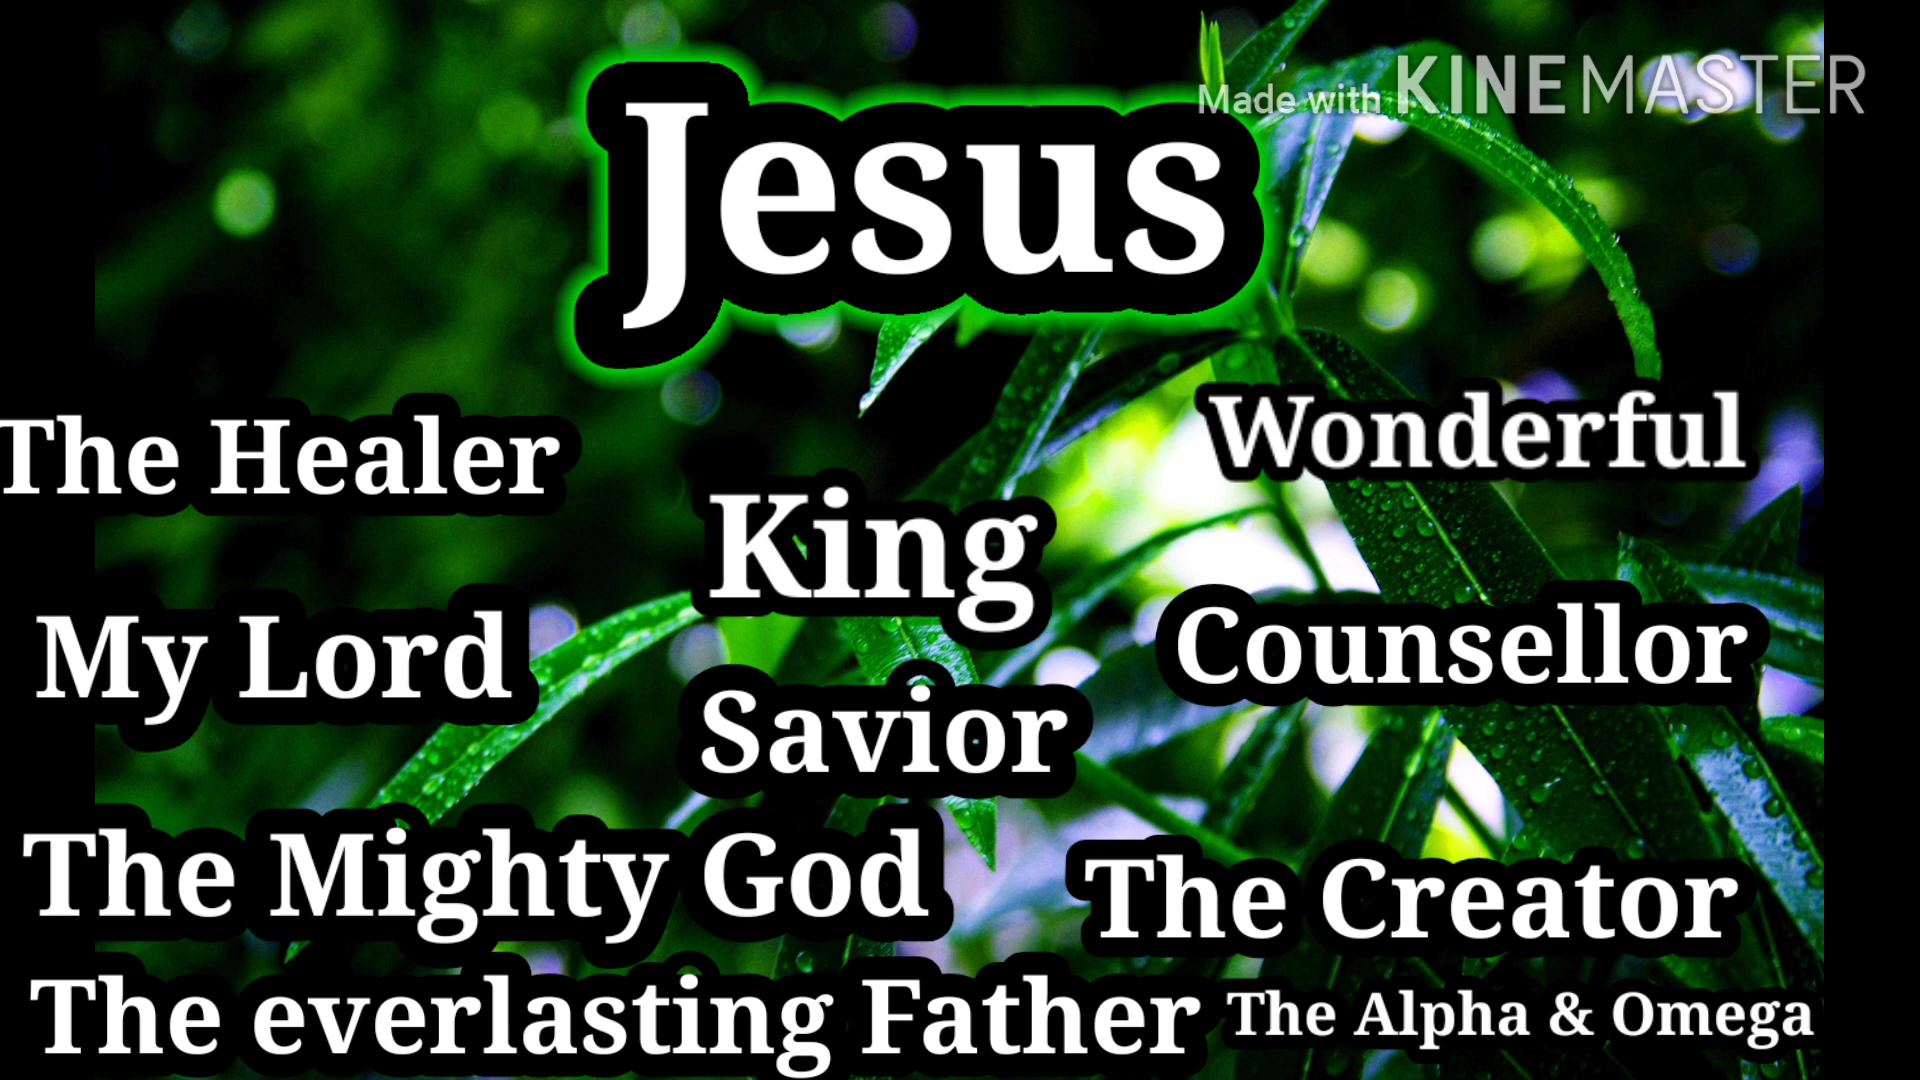 Made with KINEMASTER
Jesus
The Healer
Wonderful
King
My Lord
Counsellor
Savior
The Mighty God
The Creator
The everlasting Father
The Alpha & Omega